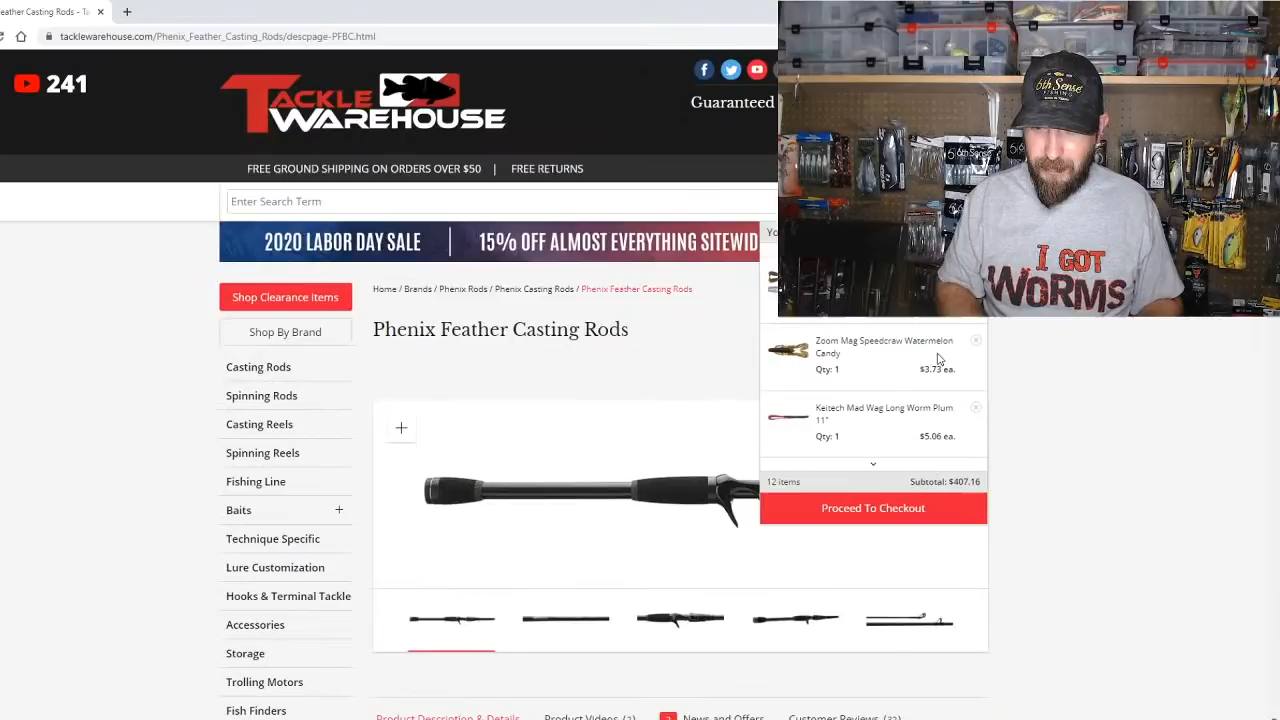 eather Casting Rods - Ta
tacklewarehouse.com/Phenix_Feather_Casting_Rods/de
age-PFBC.html
241
TACKLE
WAREHOUSE
Guaranteed
FREE GROUND SHIPPING ON ORDERS OVER $50 | FREE RETURNS
Enter Search Term
2020 LABOR DAY SALE | 15% OFF ALMOST EVERYTHING SITEWID
Yo
Shop Clearance Items
Shop By Brand
Casting Rods
Spinning Rods
Casting Reels
Spinning Reels
Fishing Line
Baits +
Technique Specific
Lure Customization
Hooks & Terminal Tackle
Accessories
Storage
Trolling Motors
Fish Finders
Home / Brands / Phenix Rods / Phenix Casting Rods / Phenix Feather Casting Rods
Phenix Feather Casting Rods
Zoom Mag Speedcraw Watermelon
Candy
Qty: 1 $3.73 ea.
Keitech Mad Wag Long Worm Plum
11"
Qty: 1 $5.06 ea.
12 items Subtotal: $407.16
Proceed To Checkout
Product Description & Details Product Videos (2) News and Offers Customer Reviews (32)
6th Sense
FISHING
I GOT
WORMS
6th Sense